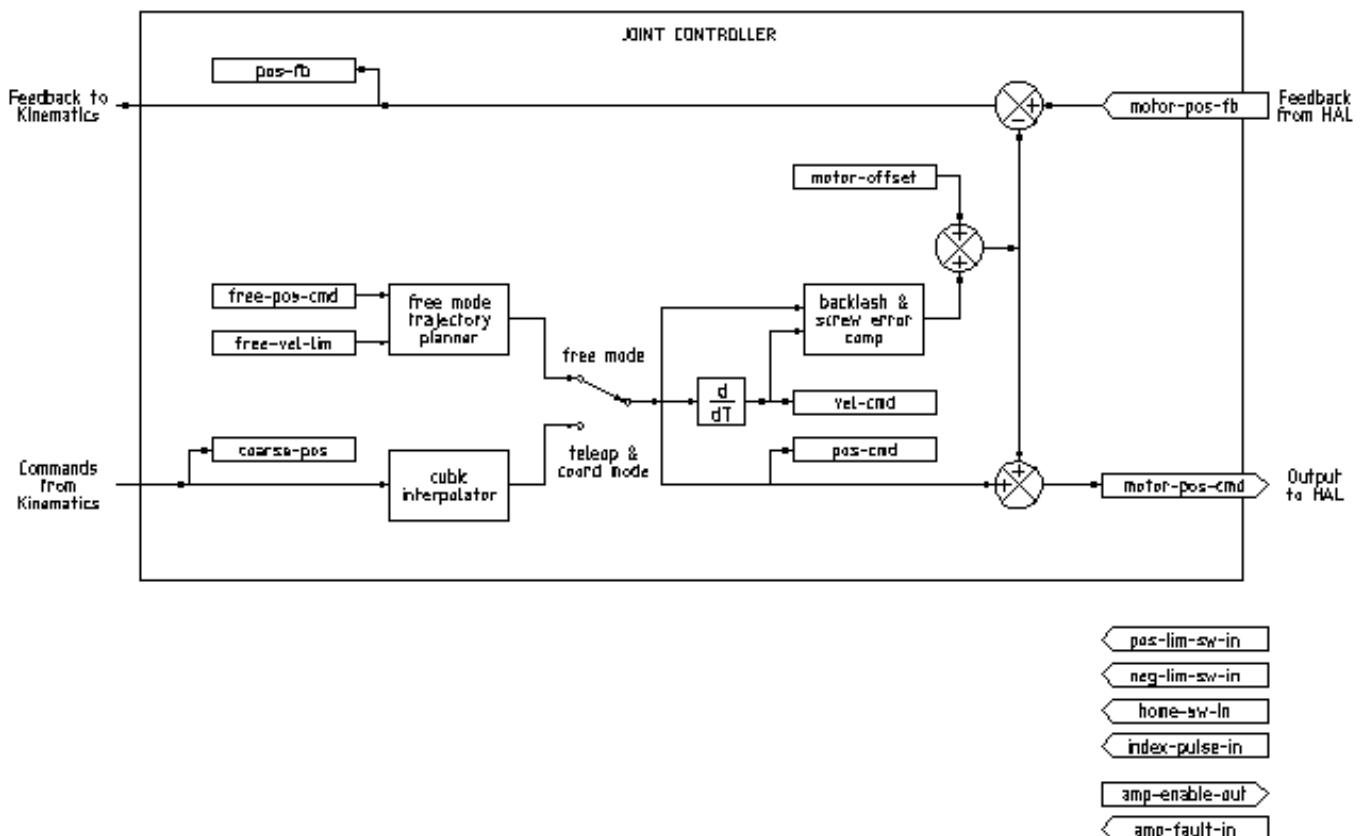 JOINT CONTROLLER
pos-fb
Feedback to
Kinematics
motor-pos-fb
Feedback
from HAL
motor-offset
+
-
+
+
free-pos-cmd
free-vel-lim
free mode
trajectory
planner
free mode
backlash &
screw error
comp
d
dT
vel-cmd
pos-cmd
coarse-pos
teleop &
coord mode
Commands
from
Kinematics
cubic
interpolator
+
+
motor-pos-cmd
Output
to HAL
pos-lim-sw-in
neg-lim-sw-in
home-sw-in
index-pulse-in
amp-enable-out
amp-fault-in